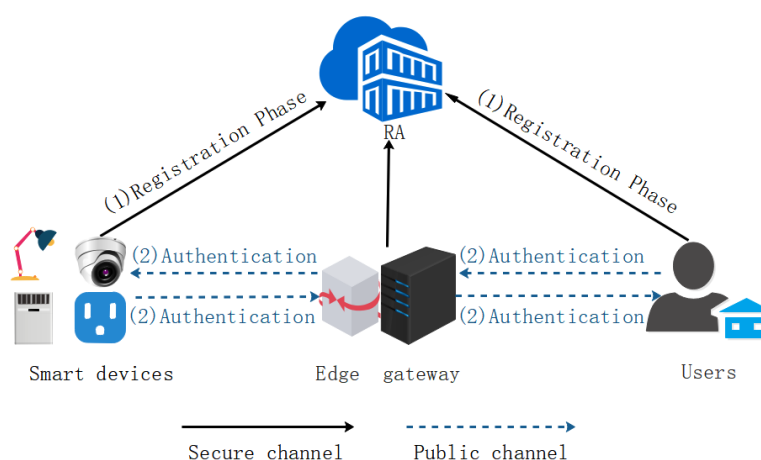 RA
(1)Registration Phase
(1)Registration Phase
(2)Authentication
(2)Authentication
(2)Authentication
(2)Authentication
Smart devices
Edge gateway
Users
Secure channel
Public channel